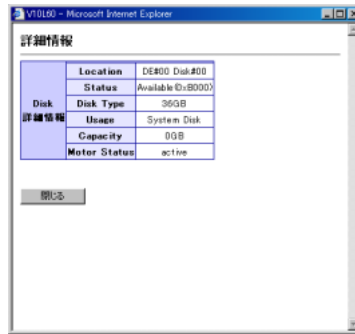 V10L60 - Microsoft Internet Explorer
詳細情報
Disk
詳細情報
Location DE#00 Disk#00
Status Available(0x8000)
Disk Type 36GB
Usage System Disk
Capacity 0GB
Motor Status active
閉じる